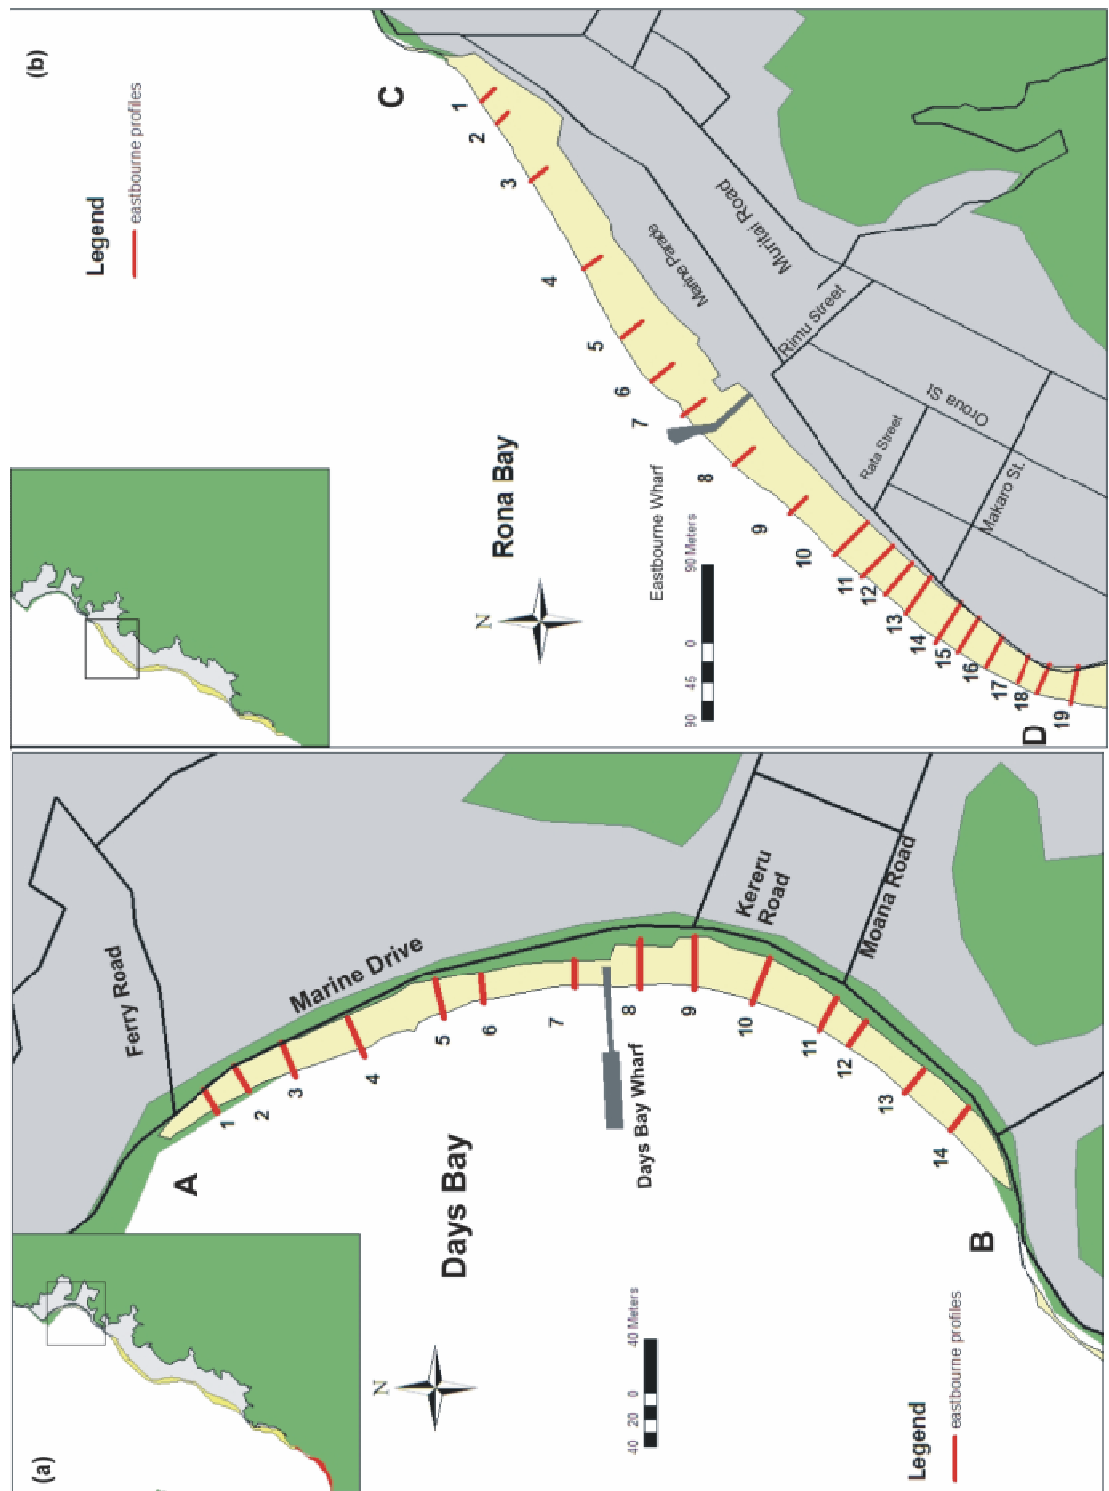 (b)
Legend
eastbourne profiles
C
1
2
3
4
5
6
7
8
9
10
11
12
13
14
15
16
17
18
19
D
Rona Bay
N
Eastbourne Wharf
90 45 0 90 Meters
Marine Parade
Muritai Road
Rimu Street
Oroua St
Rata Street
Makaro St.
(a)
Legend
eastbourne profiles
A
1
2
3
4
5
6
7
8
9
10
11
12
13
14
B
Days Bay
N
Days Bay Wharf
40 20 0 40 Meters
Ferry Road
Marine Drive
Kereru
Road
Moana Road